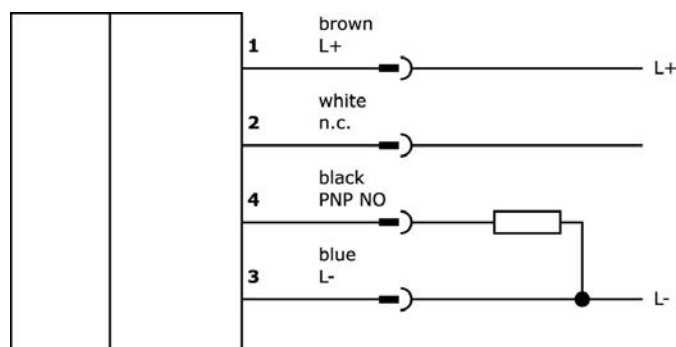 brown
1 L+
L+
white
2 n.c.
black
4 PNP NO
blue
3 L-
L-